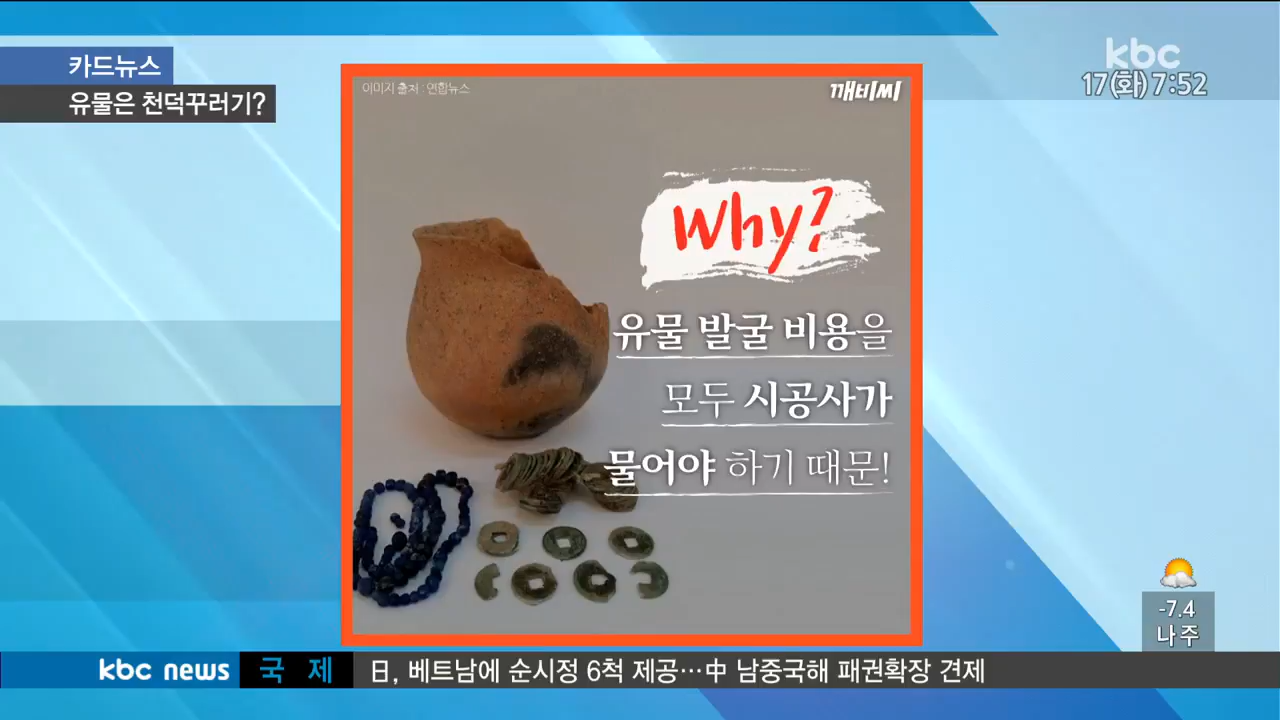 카드뉴스
유물은 천덕꾸러기?
kbc
17(화) 7:52
이미지 출처 : 연합뉴스
깨비씨
Why?
유물 발굴 비용을
모두 시공사가
물어야 하기 때문!
-7.4
나주
kbc news
국 제
日, 베트남에 순시정 6척 제공…中 남중국해 패권확장 견제